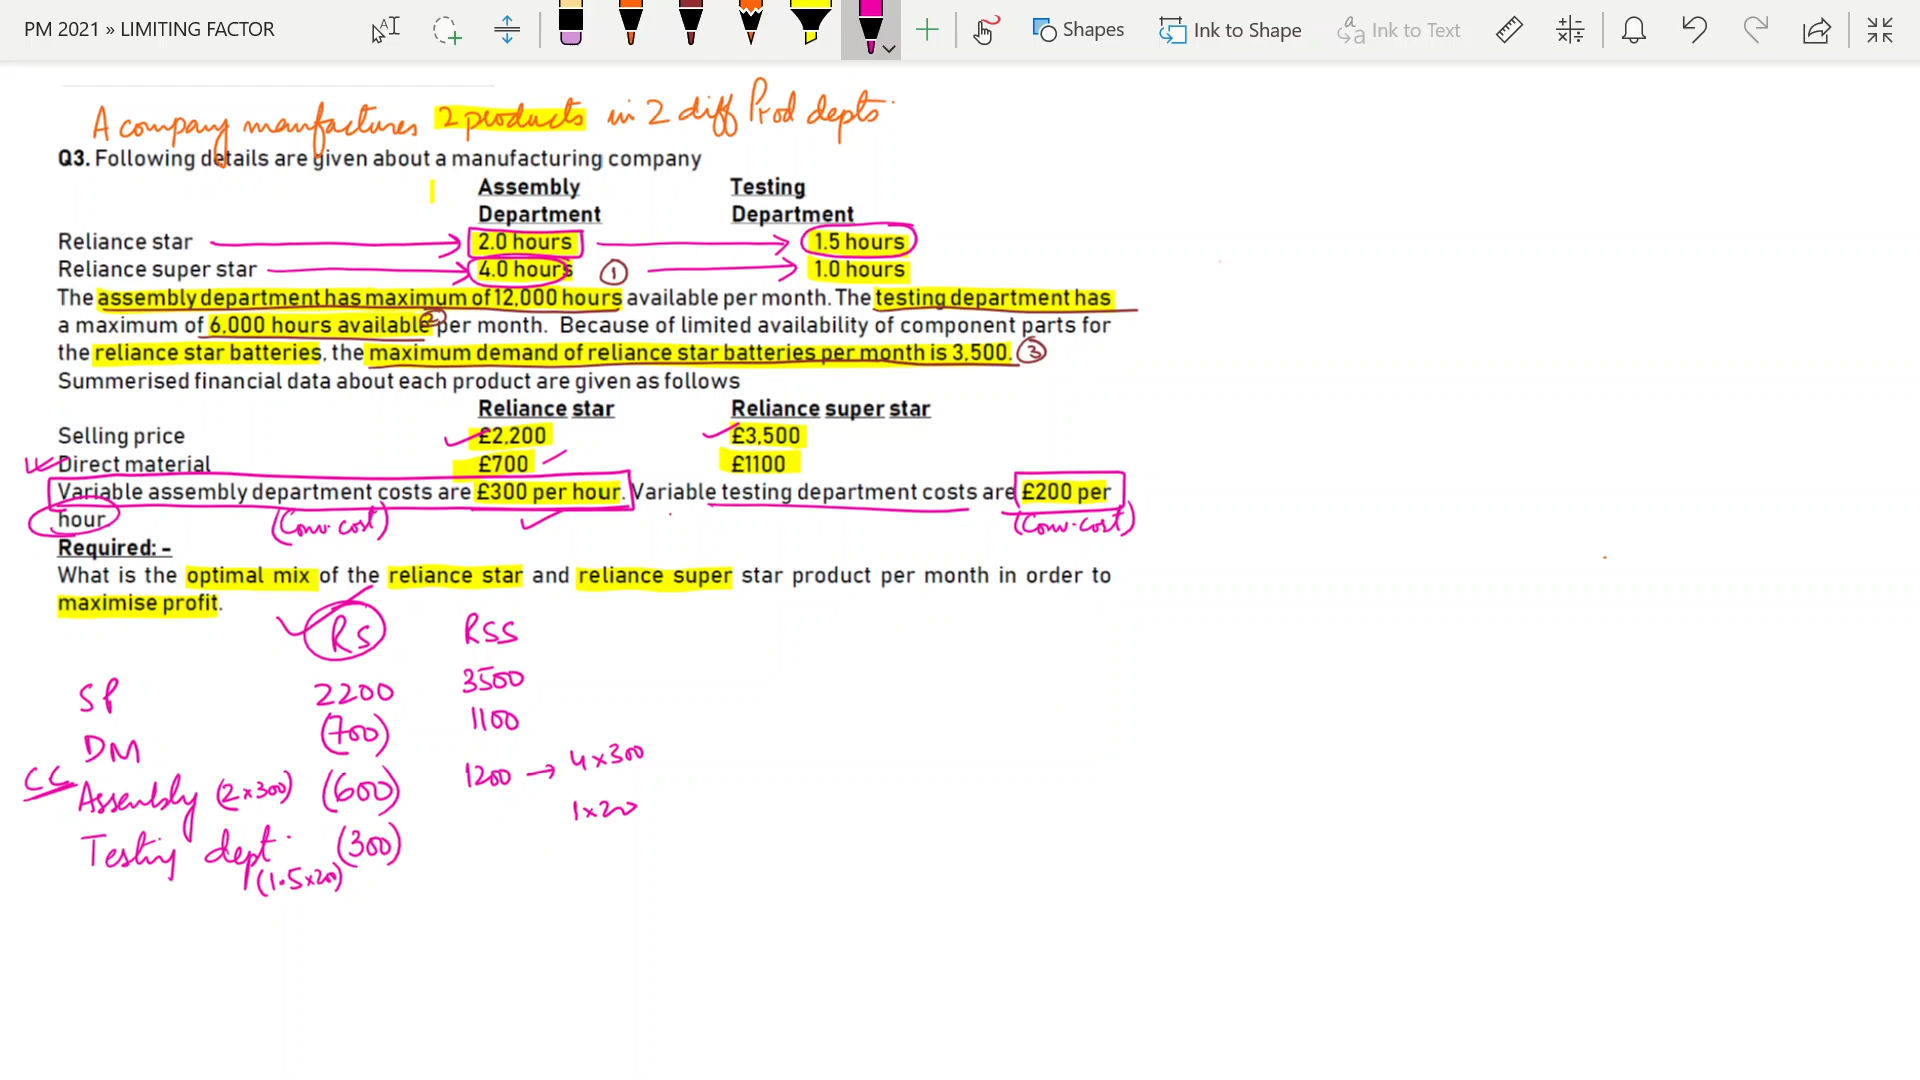 PM 2021 » LIMITING FACTOR
Shapes
Ink to Shape
Ink to Text
A company manfactures 2 products in 2 diff Prod depts.
Q3. Following details are given about a manufacturing company
Assembly Department Testing Department
Reliance star 2.0 hours 1.5 hours
Reliance super star 4.0 hours ① 1.0 hours
The assembly department has maximum of 12,000 hours available per month. The testing department has
a maximum of 6,000 hours available ② per month. Because of limited availability of component parts for
the reliance star batteries, the maximum demand of reliance star batteries per month is 3,500. ③
Summerised financial data about each product are given as follows
Reliance star Reliance super star
Selling price £2,200 £3,500
Direct material £700 £1100
Variable assembly department costs are £300 per hour. Variable testing department costs are £200 per
hour.
(Conv. cost) (Conv. cost)
Required: -
What is the optimal mix of the reliance star and reliance super star product per month in order to
maximise profit.
RS RSS
SP 2200 3500
DM (700) 1100
CC
Assembly (2x300) (600) 1200 → 4x300
Testing dept. (300) 1x20
(1.5x200)